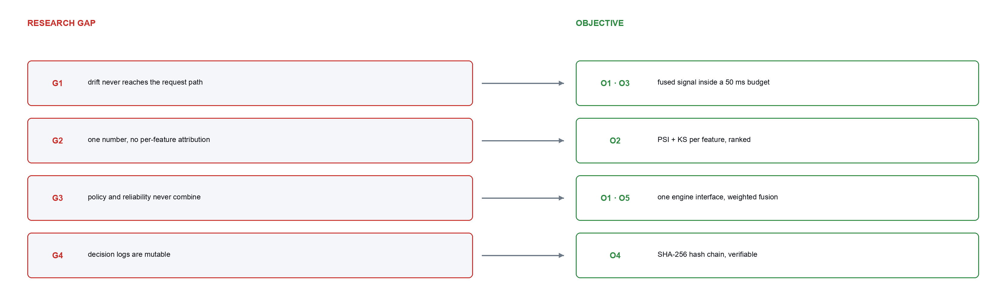 RESEARCH GAP
OBJECTIVE
G1 drift never reaches the request path
O1 · O3 fused signal inside a 50 ms budget
G2 one number, no per-feature attribution
O2 PSI + KS per feature, ranked
G3 policy and reliability never combine
O1 · O5 one engine interface, weighted fusion
G4 decision logs are mutable
O4 SHA-256 hash chain, verifiable